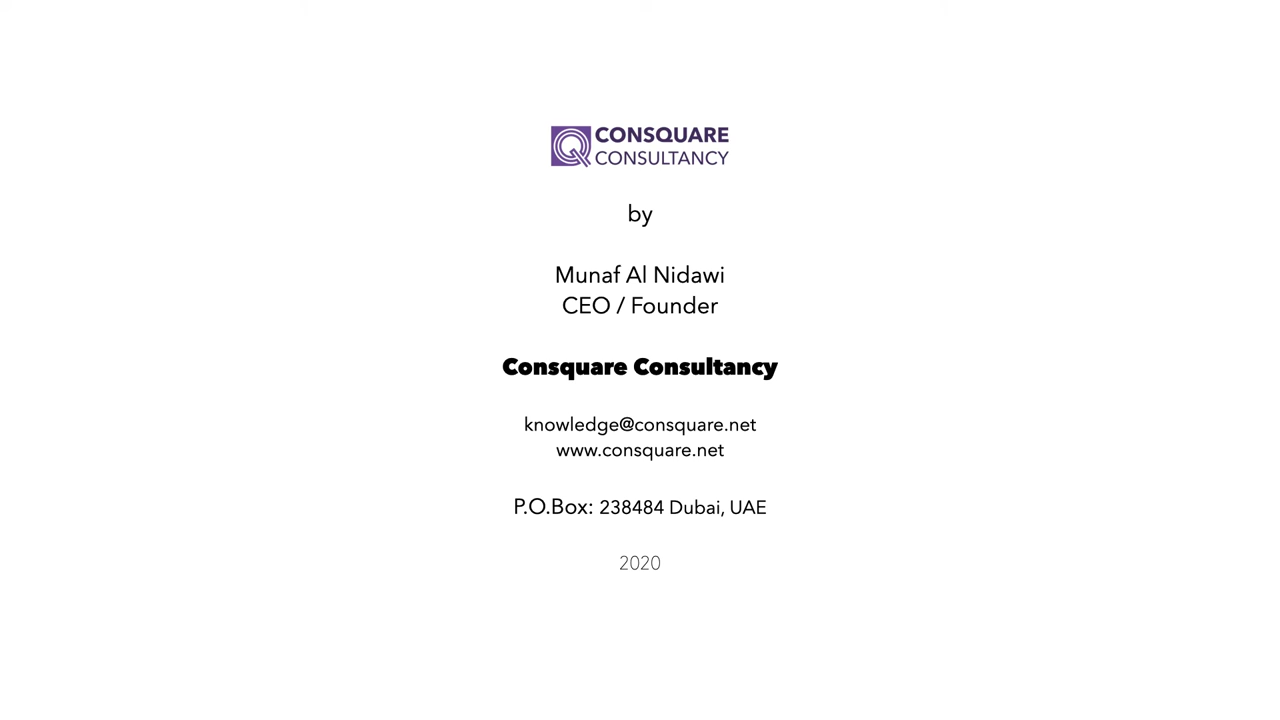 CONSQUARE
CONSULTANCY
by
Munaf Al Nidawi
CEO / Founder
Consquare Consultancy
knowledge@consquare.net
www.consquare.net
P.O.Box: 238484 Dubai, UAE
2020